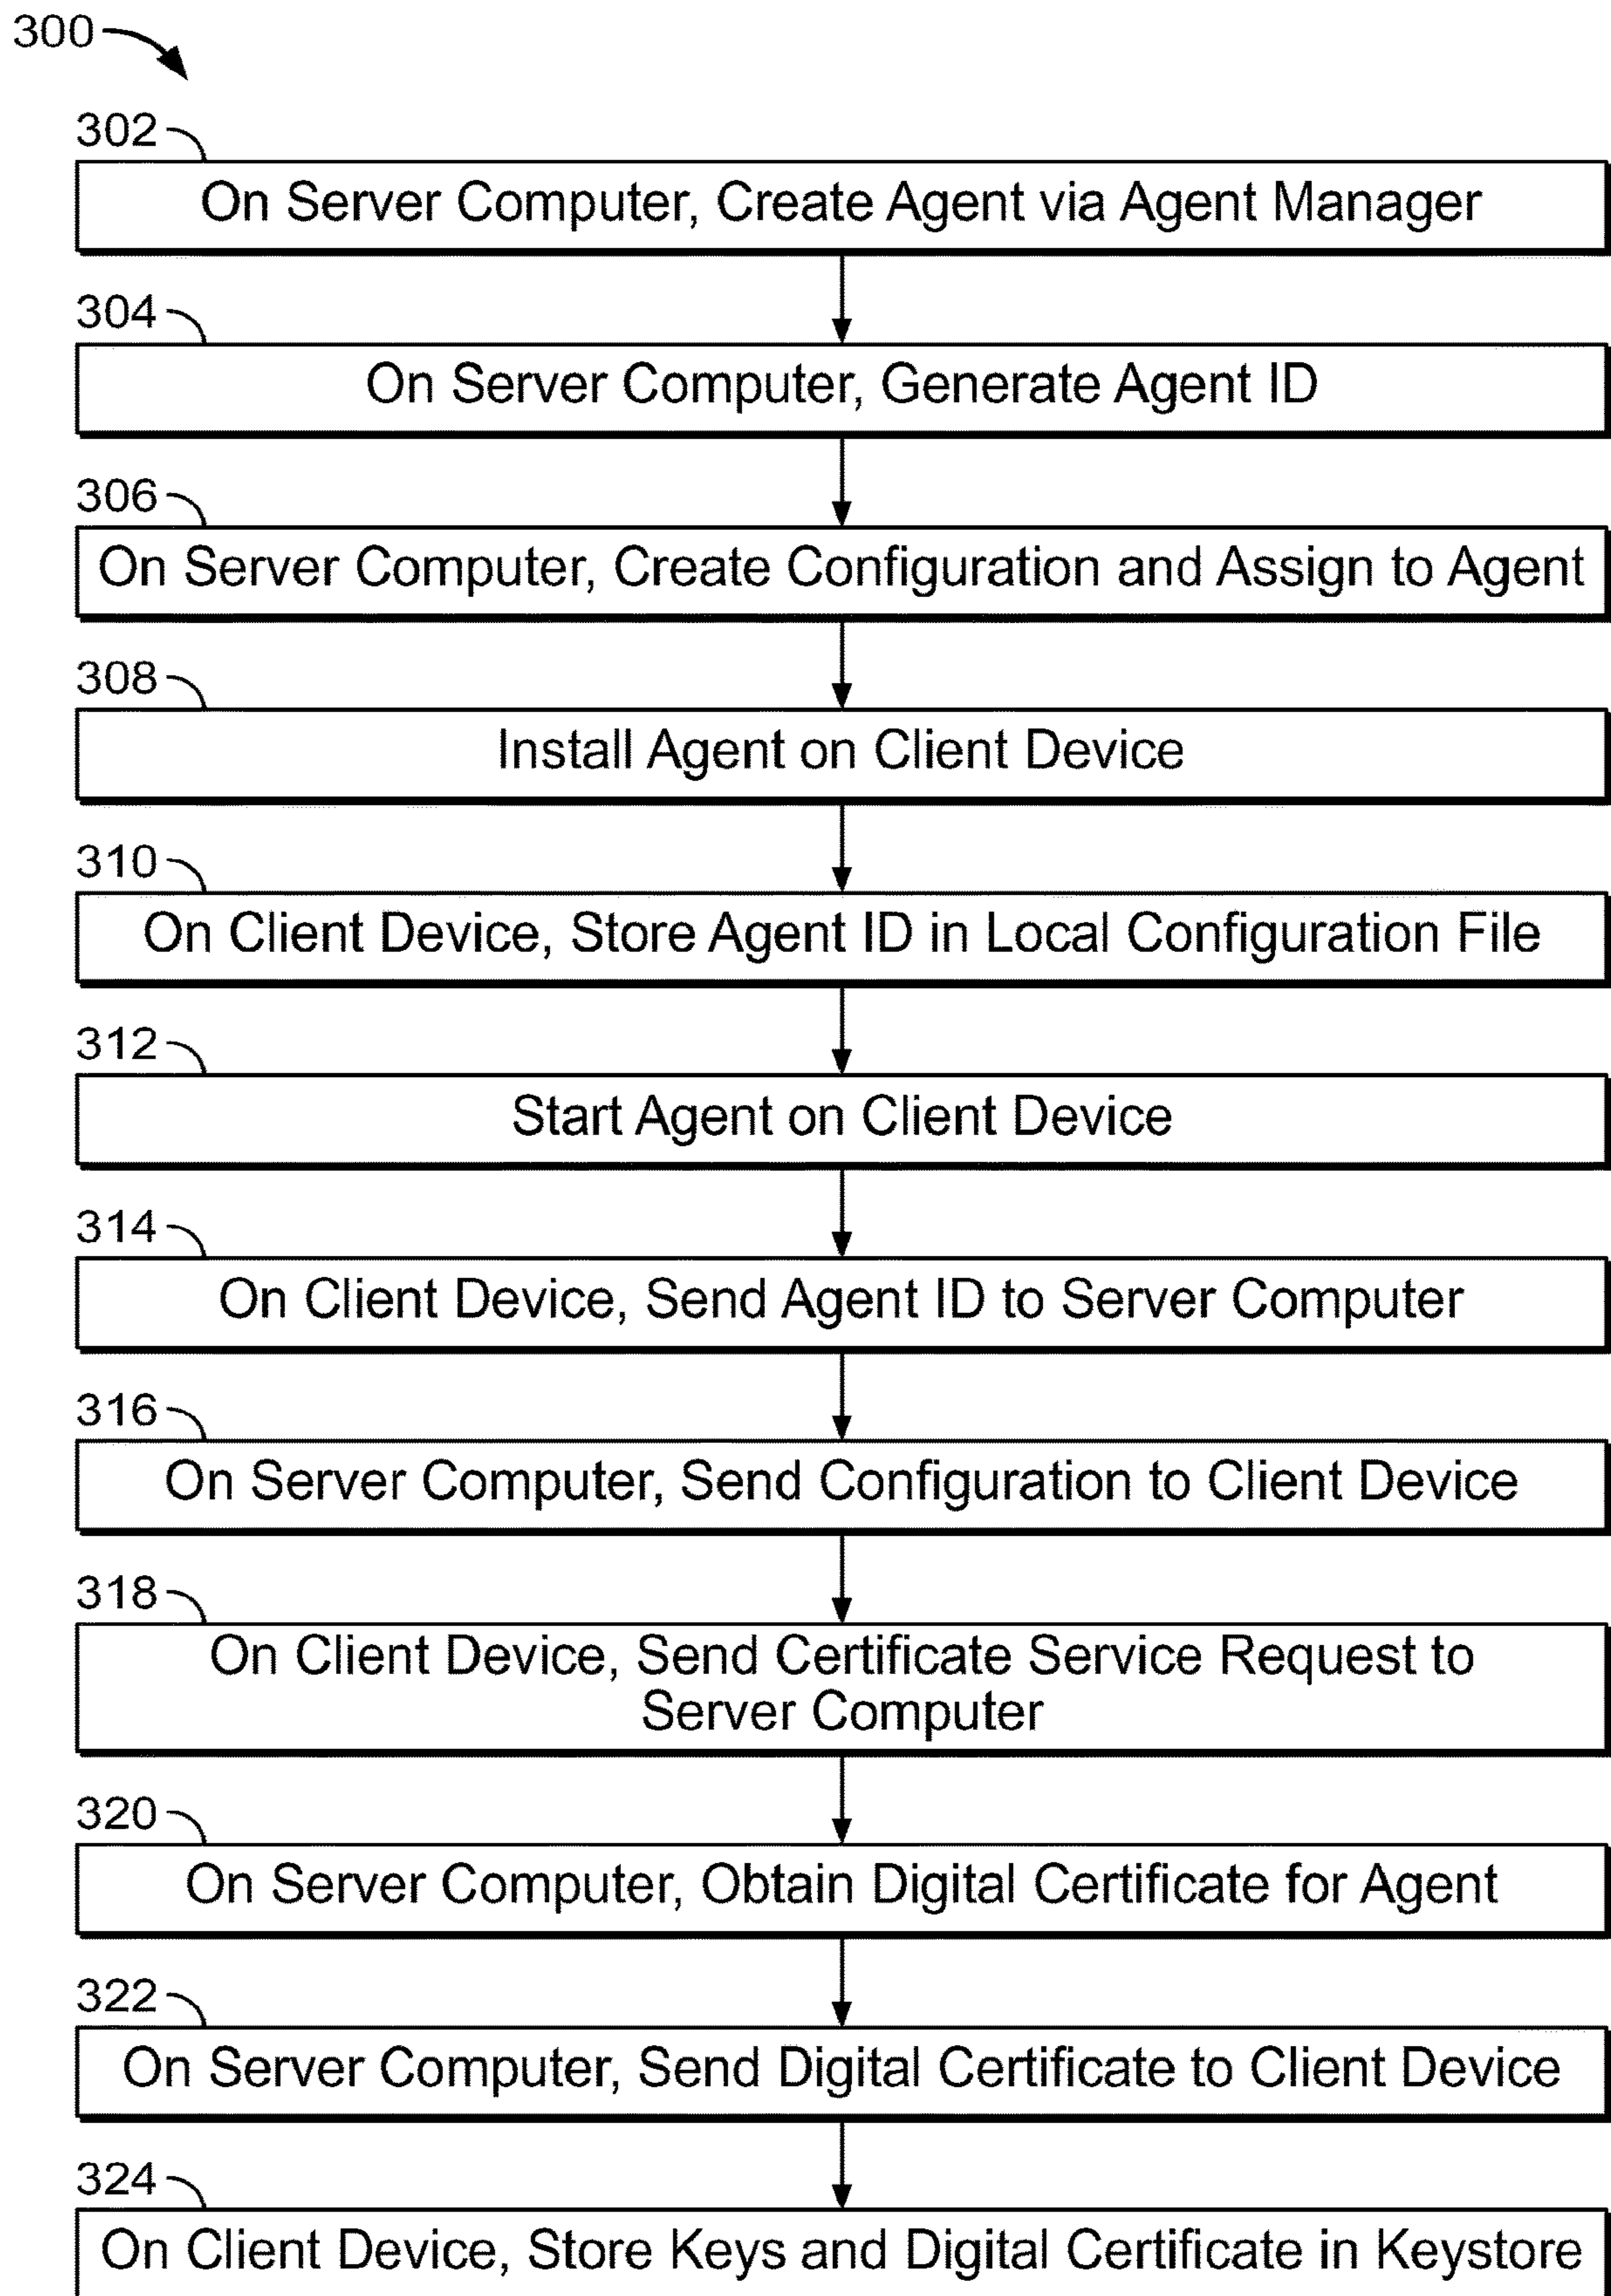 300
302
On Server Computer, Create Agent via Agent Manager
304
On Server Computer, Generate Agent ID
306
On Server Computer, Create Configuration and Assign to Agent
308
Install Agent on Client Device
310
On Client Device, Store Agent ID in Local Configuration File
312
Start Agent on Client Device
314
On Client Device, Send Agent ID to Server Computer
316
On Server Computer, Send Configuration to Client Device
318
On Client Device, Send Certificate Service Request to
Server Computer
320
On Server Computer, Obtain Digital Certificate for Agent
322
On Server Computer, Send Digital Certificate to Client Device
324
On Client Device, Store Keys and Digital Certificate in Keystore